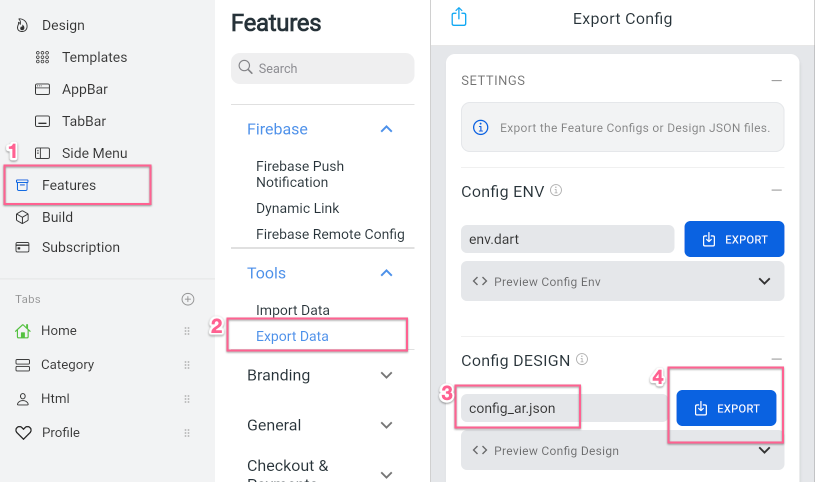 Design
Templates
AppBar
TabBar
1
Side Menu
Features
Build
Subscription
Tabs
Home
Category
Html
Profile
Features
Search
Firebase
Firebase Push
Notification
Dynamic Link
Firebase Remote Config
Tools
Import Data
2
Export Data
Branding
General
Checkout &
Export Config
SETTINGS
Export the Feature Configs or Design JSON files.
Config ENV
env.dart
EXPORT
Preview Config Env
Config DESIGN
3
config_ar.json
4
EXPORT
Preview Config Design